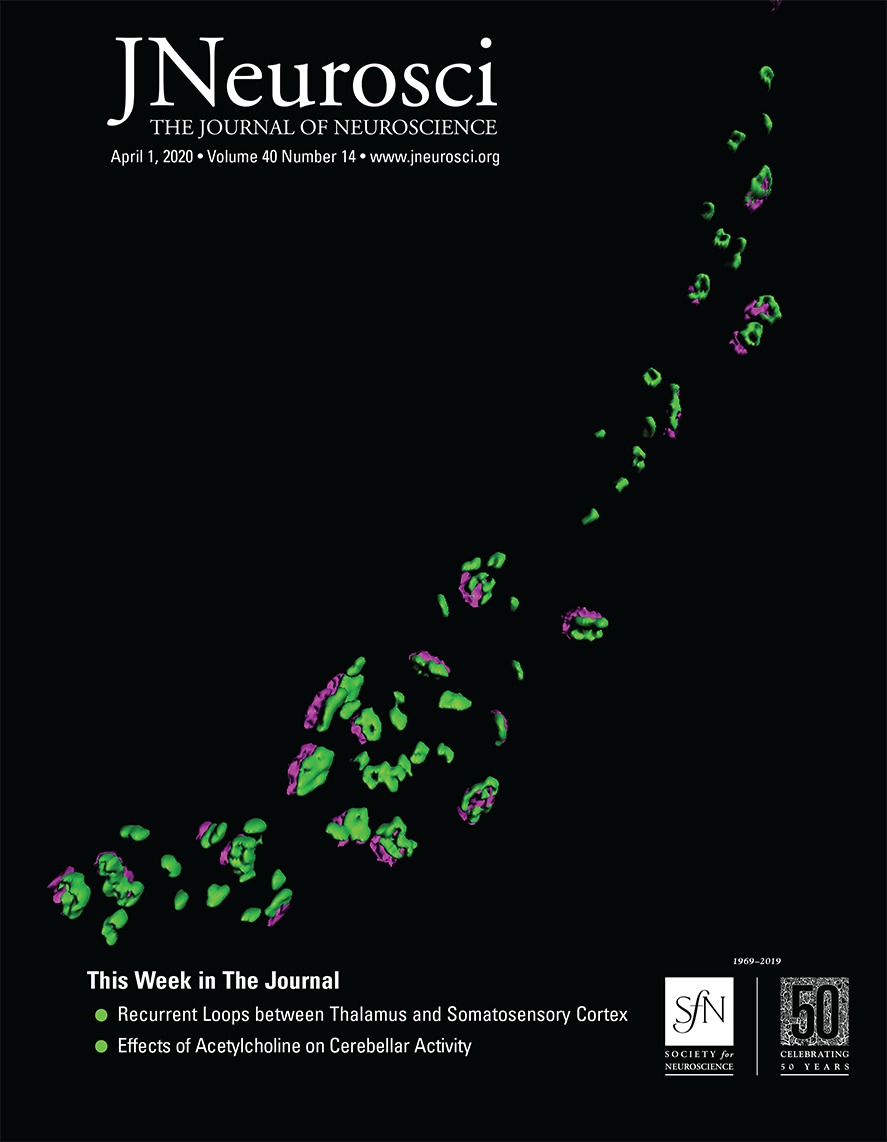 JNeurosci
THE JOURNAL OF NEUROSCIENCE
April 1, 2020 • Volume 40 Number 14 • www.jneurosci.org
This Week in The Journal
● Recurrent Loops between Thalamus and Somatosensory Cortex
● Effects of Acetylcholine on Cerebellar Activity
1969–2019
SfN
SOCIETY for
NEUROSCIENCE
50
CELEBRATING
50 YEARS